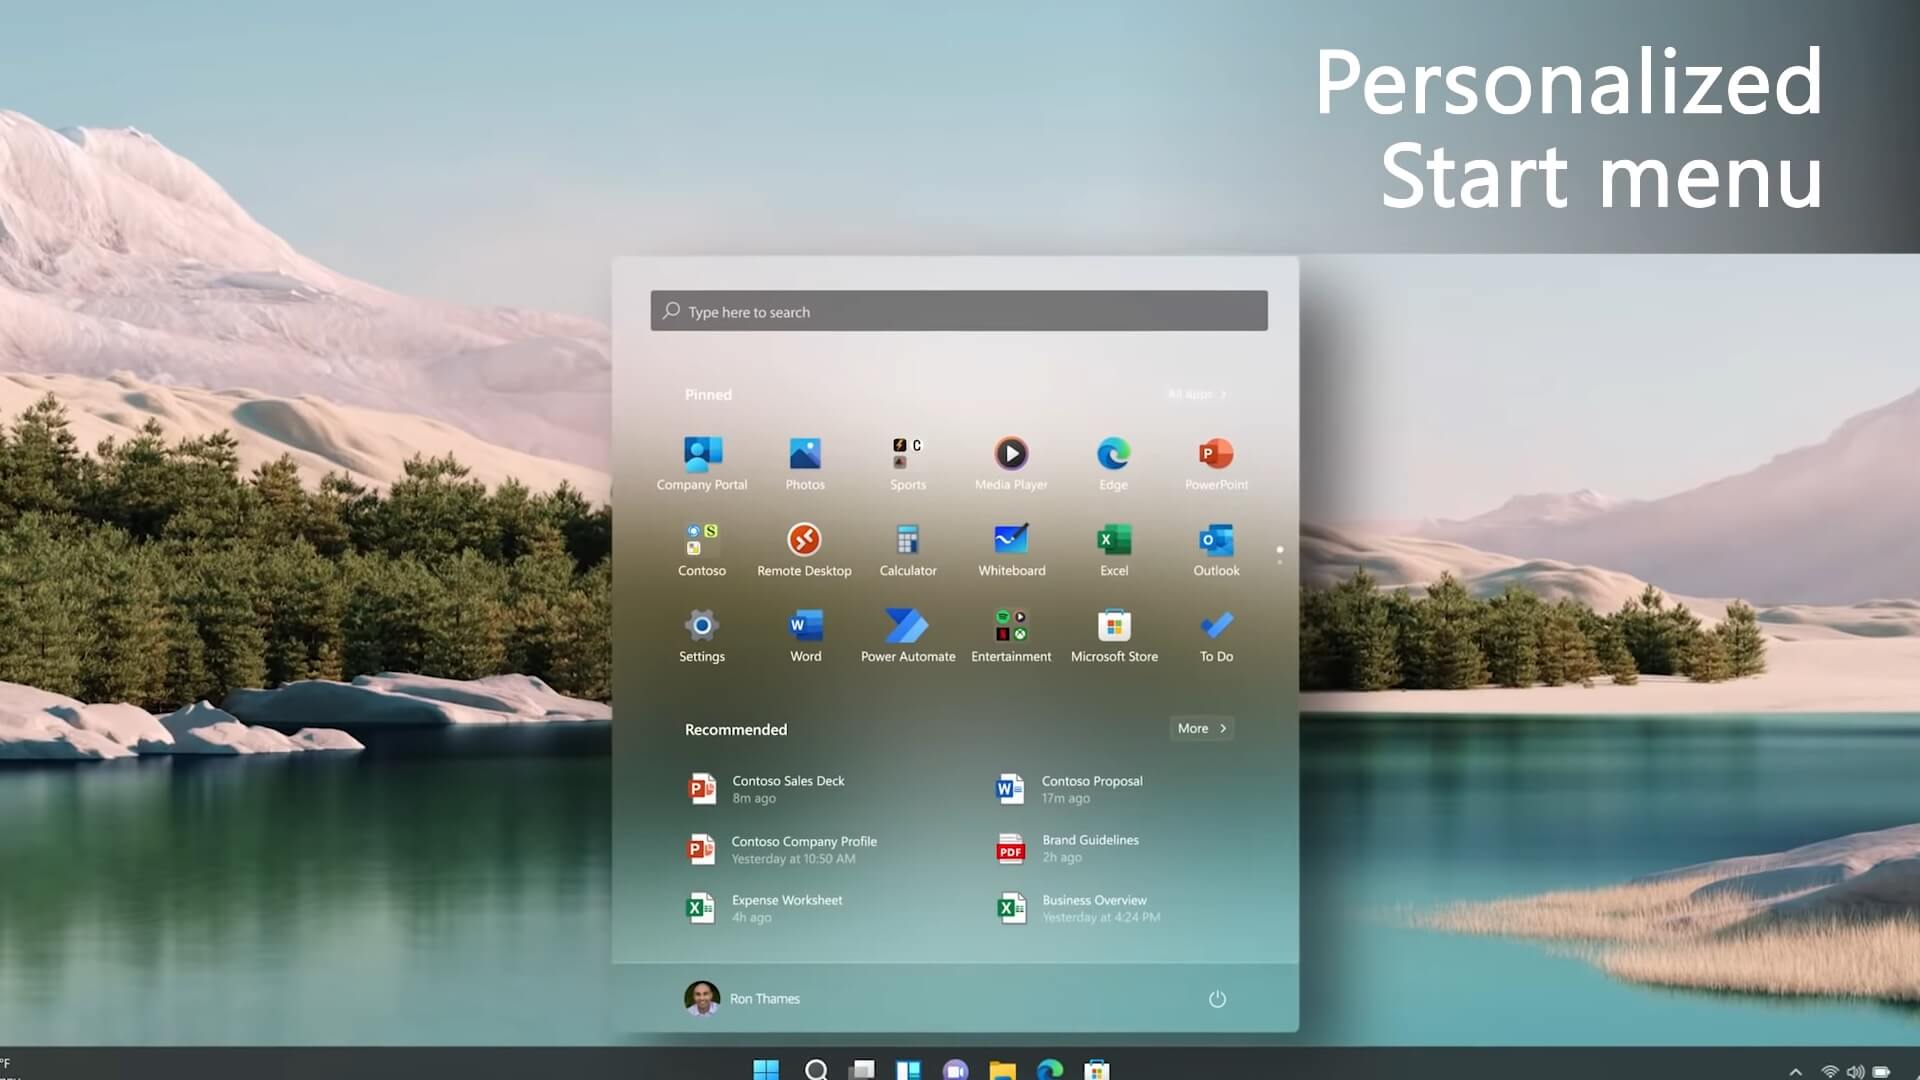 Personalized
Start menu
Type here to search
Pinned
All apps
Company Portal
Photos
Sports
Media Player
Edge
PowerPoint
Contoso
Remote Desktop
Calculator
Whiteboard
Excel
Outlook
Settings
Word
Power Automate
Entertainment
Microsoft Store
To Do
Recommended
More
Contoso Sales Deck
8m ago
Contoso Proposal
17m ago
Contoso Company Profile
Yesterday at 10:50 AM
Brand Guidelines
2h ago
PDF
Expense Worksheet
4h ago
Business Overview
Yesterday at 4:24 PM
Ron Thames
°F